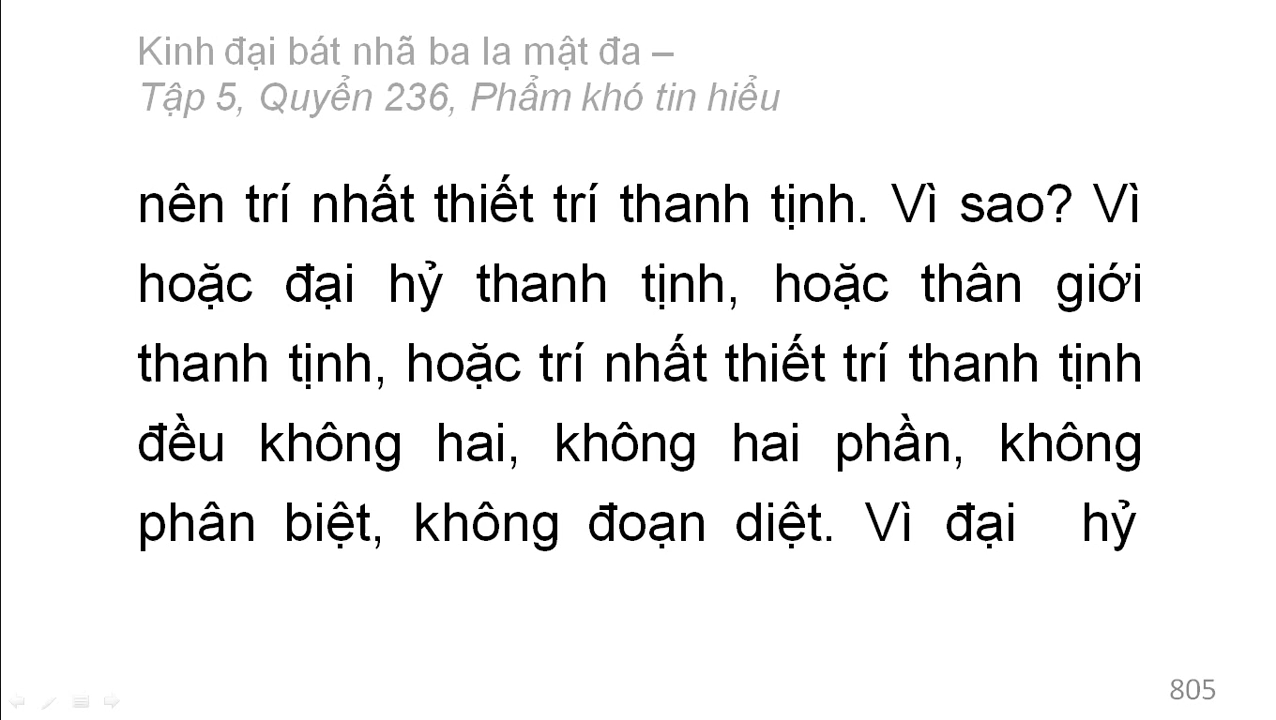 Kinh đại bát nhã ba la mật đa –
Tập 5, Quyển 236, Phẩm khó tin hiểu
nên trí nhất thiết trí thanh tịnh. Vì sao? Vì
hoặc đại hỷ thanh tịnh, hoặc thân giới
thanh tịnh, hoặc trí nhất thiết trí thanh tịnh
đều không hai, không hai phần, không
phân biệt, không đoạn diệt. Vì đại hỷ
805